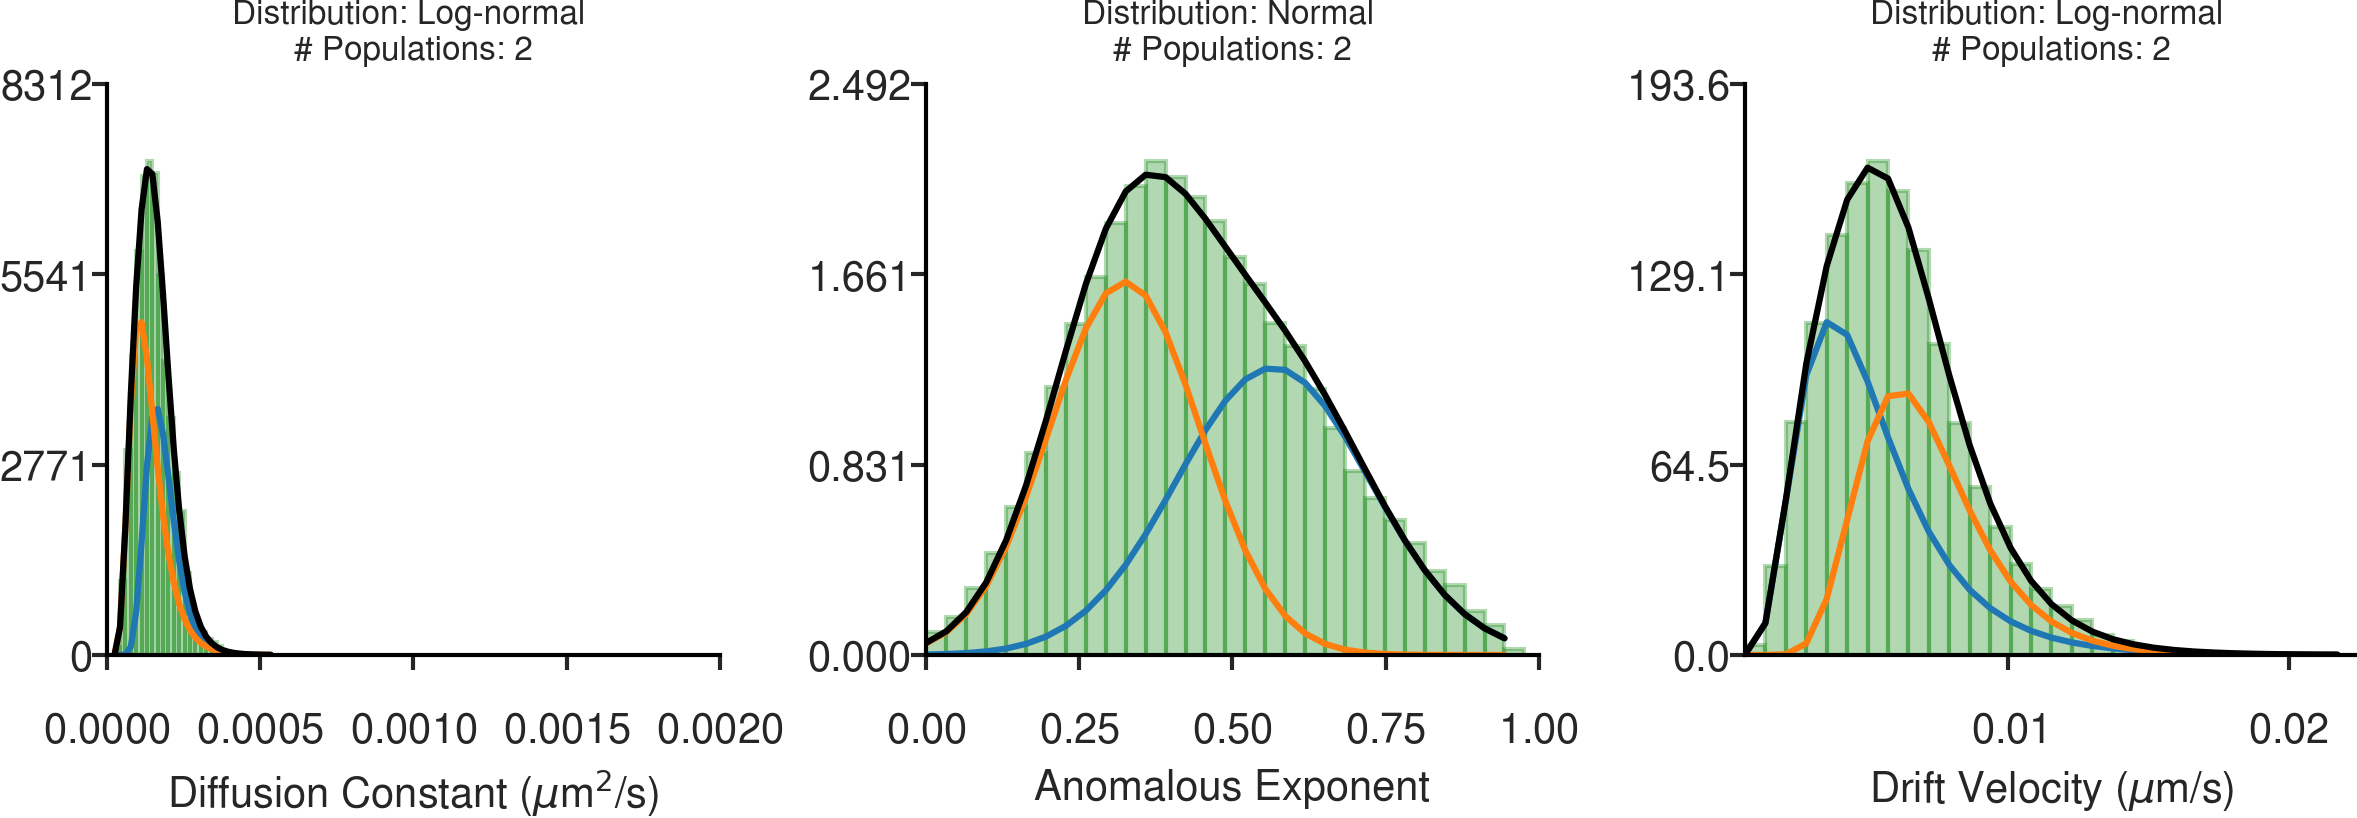 Distribution: Log-normal
# Populations: 2
8312
5541
2771
0
0.0000 0.0005 0.0010 0.0015 0.0020
Diffusion Constant (μm²/s)
Distribution: Normal
# Populations: 2
2.492
1.661
0.831
0.000
0.00 0.25 0.50 0.75 1.00
Anomalous Exponent
Distribution: Log-normal
# Populations: 2
193.6
129.1
64.5
0.0
0.01 0.02
Drift Velocity (μm/s)